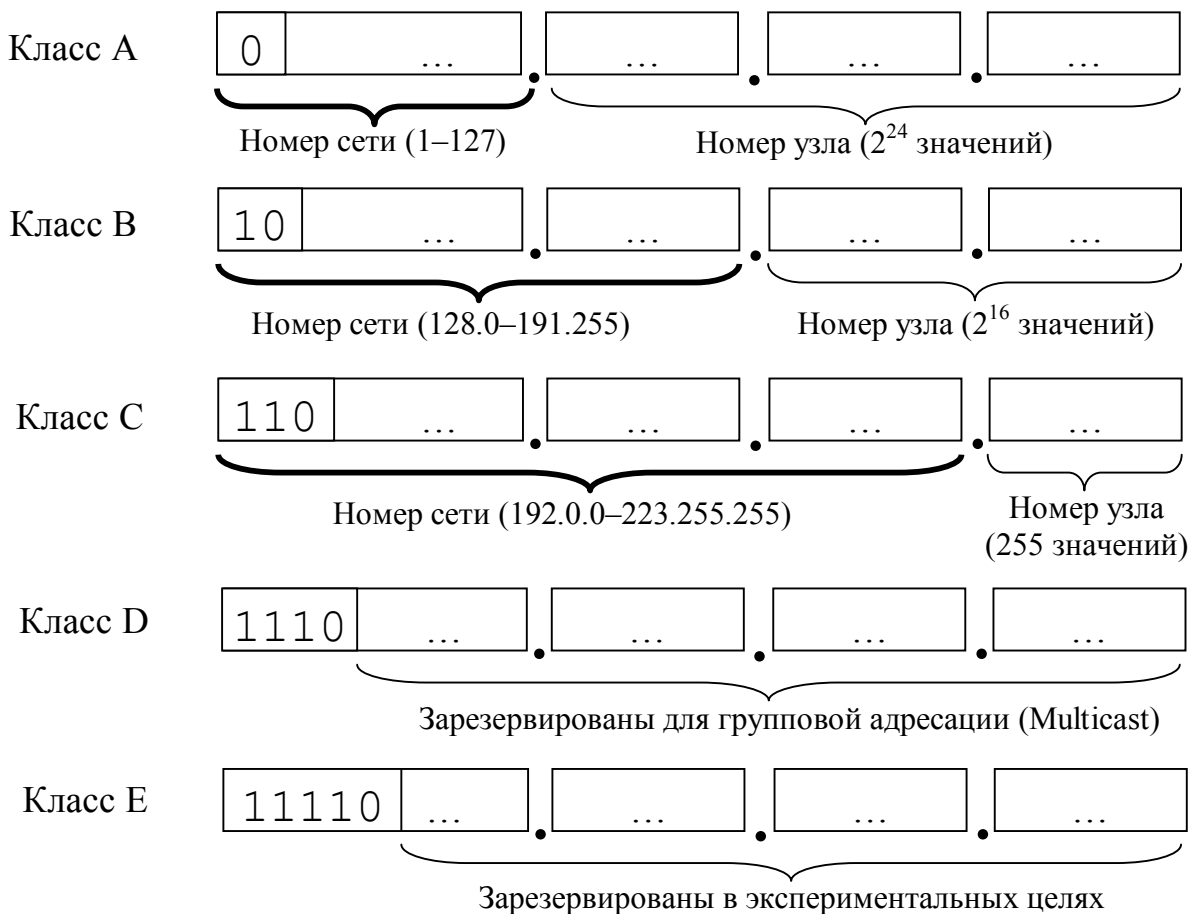 Класс A
0 ... . ... . ... . ...
Номер сети (1–127)
Номер узла (2^24 значений)
Класс B
10 ... . ... . ... . ...
Номер сети (128.0–191.255)
Номер узла (2^16 значений)
Класс C
110 ... . ... . ... . ...
Номер сети (192.0.0–223.255.255)
Номер узла
(255 значений)
Класс D
1110 ... . ... . ... . ...
Зарезервированы для групповой адресации (Multicast)
Класс E
11110 ... . ... . ... . ...
Зарезервированы в экспериментальных целях